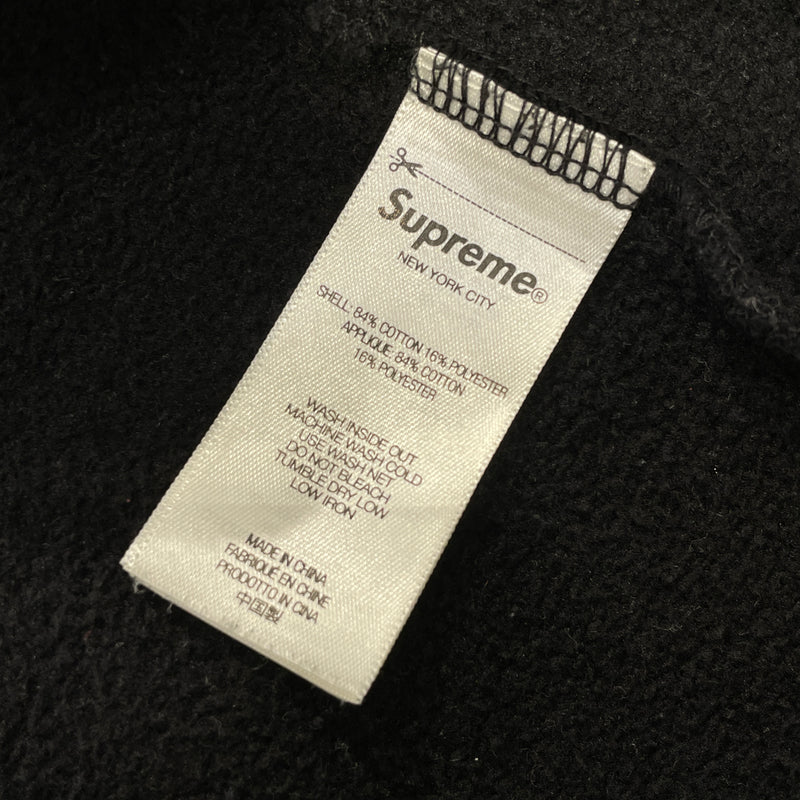 Supreme®
NEW YORK CITY
SHELL: 84% COTTON 16% POLYESTER
APPLIQUE: 84% COTTON
16% POLYESTER
WASH INSIDE OUT
MACHINE WASH COLD
USE WASH NET
DO NOT BLEACH
TUMBLE DRY LOW
LOW IRON
MADE IN CHINA
FABRIQUÉ EN CHINE
PRODOTTO IN CINA
中国製